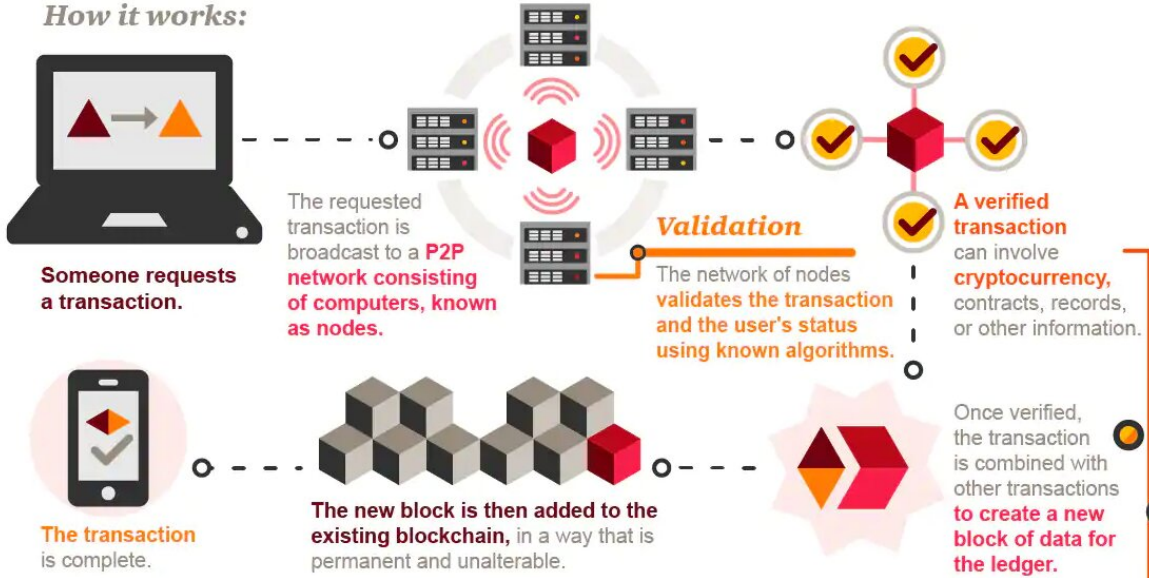 How it works:
Someone requests
a transaction.
The requested
transaction is
broadcast to a P2P
network consisting
of computers, known
as nodes.
Validation
The network of nodes
validates the transaction
and the user's status
using known algorithms.
A verified
transaction
can involve
cryptocurrency,
contracts, records,
or other information.
Once verified,
the transaction
is combined with
other transactions
to create a new
block of data for
the ledger.
The new block is then added to the
existing blockchain, in a way that is
permanent and unalterable.
The transaction
is complete.